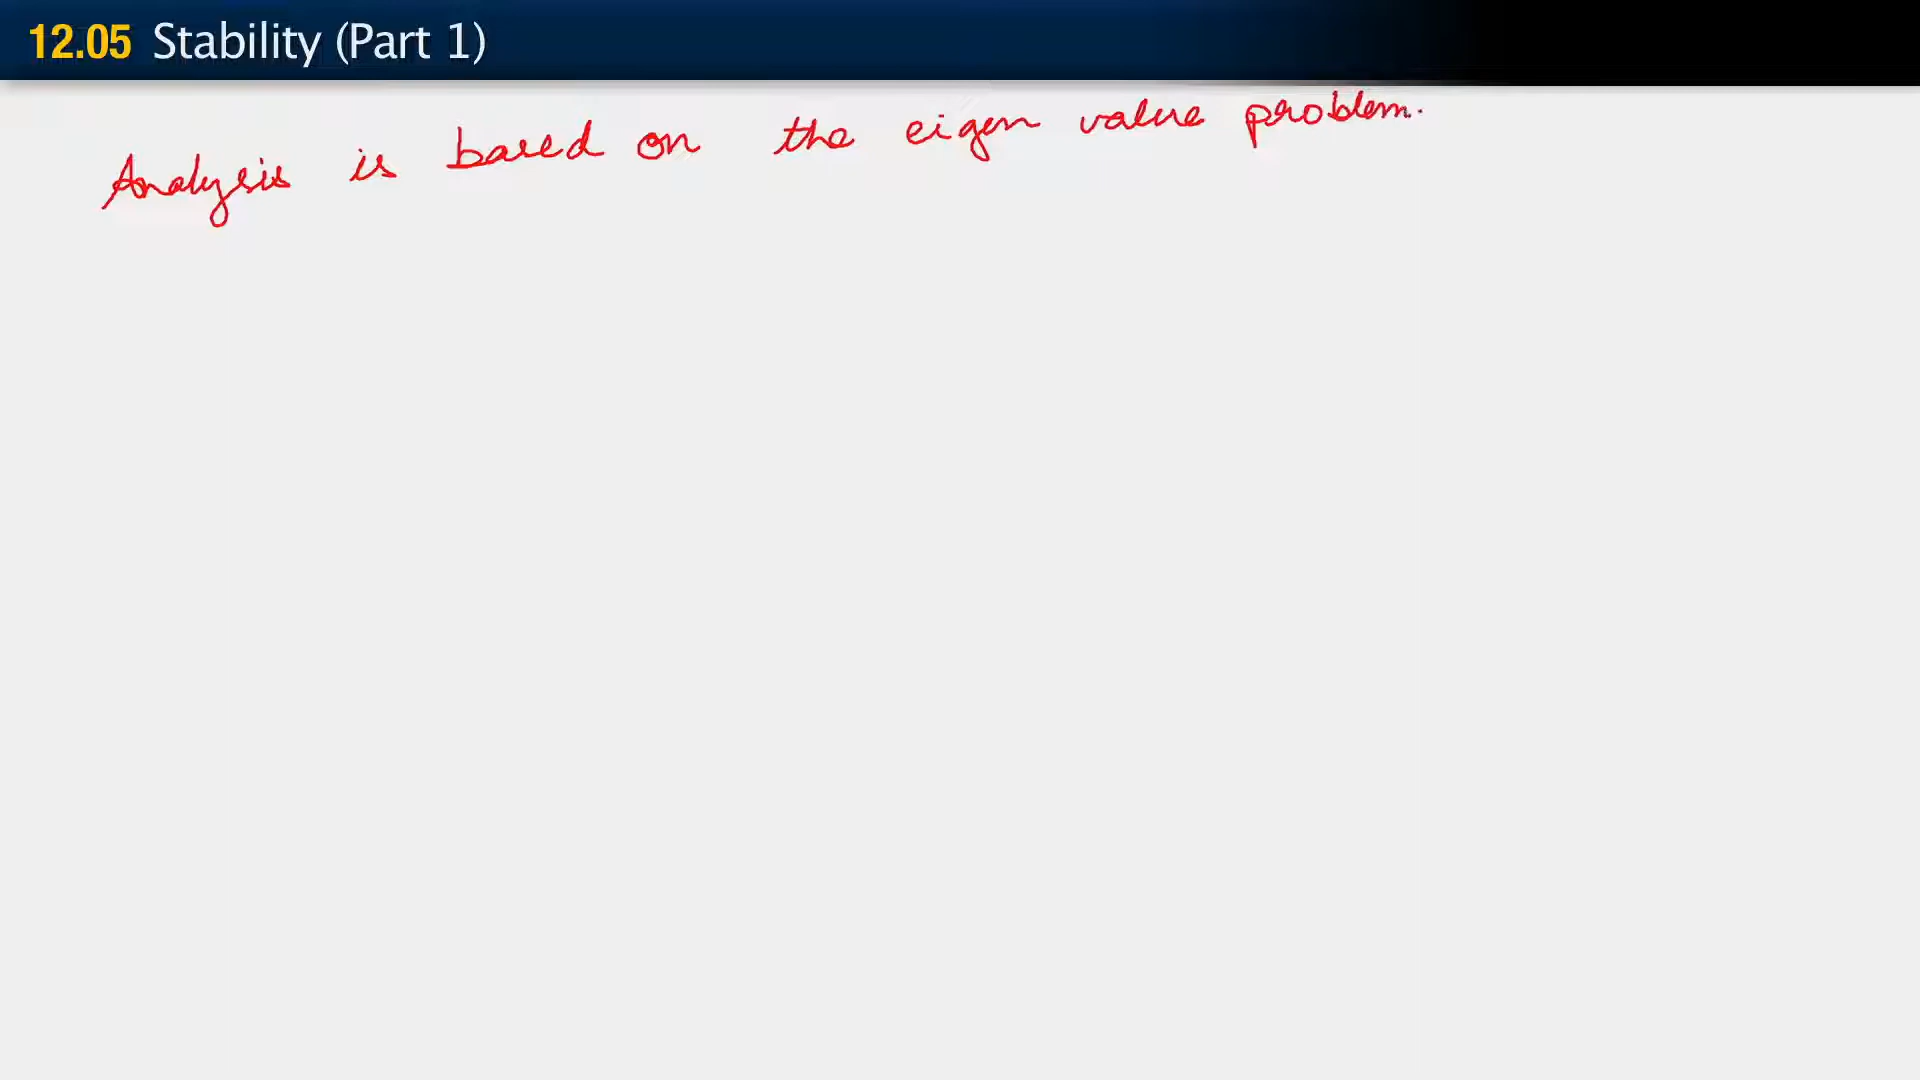 12.05 Stability (Part 1)
Analysis is based on the eigen value problem.